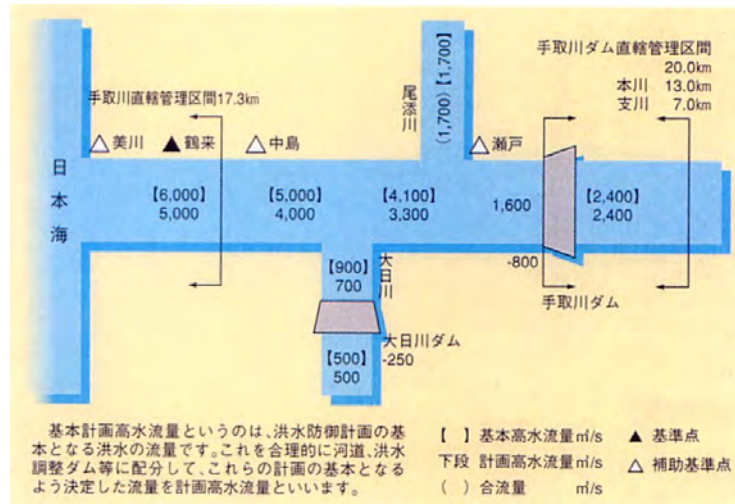 手取川ダム直轄管理区間
20.0km
本川 13.0km
支川 7.0km
手取川直轄管理区間17.3km
尾添川
(1,700)【1,700】
△美川 ▲鶴来 △中島 △瀬戸
日本海
【6,000】 【5,000】 【4,100】 【2,400】
5,000 4,000 3,300 1,600 2,400
-800
手取川ダム
【900】
700
大日川
大日川ダム
-250
【500】
500
基本計画高水流量というのは、洪水防御計画の基
本となる洪水の流量です。これを合理的に河道、洪水
調整ダム等に配分して、これらの計画の基本となる
よう決定した流量を計画高水流量といいます。
【 】 基本高水流量㎥/s ▲ 基準点
下段 計画高水流量㎥/s △ 補助基準点
( ) 合流量 ㎥/s